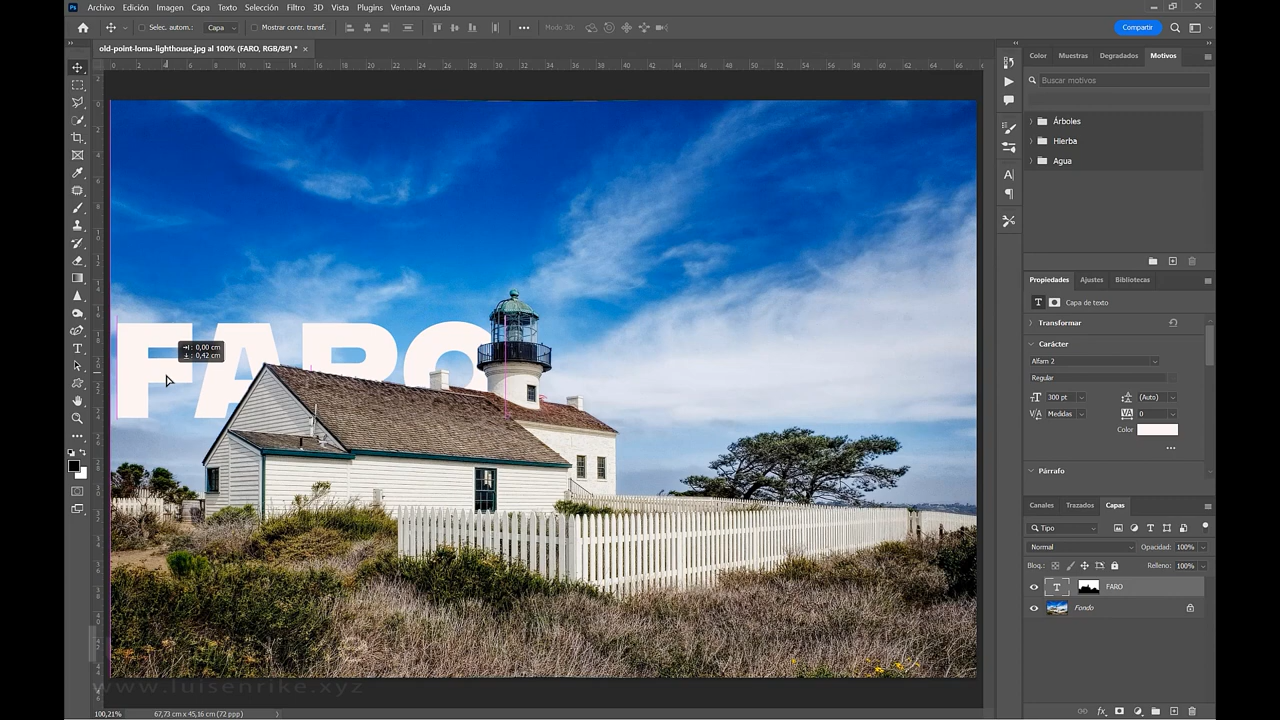 Ps Archivo Edición Imagen Capa Texto Selección Filtro 3D Vista Plugins Ventana Ayuda
Selec. autom.: Capa Mostrar contr. transf. Modo 3D: Compartir
old-point-loma-lighthouse.jpg al 100% (FARO, RGB/8#) * ×
Color Muestras Degradados Motivos
Buscar motivos
Árboles
Hierba
Agua
FARO
: 0,00 cm
: 0,42 cm
Propiedades Ajustes Bibliotecas
T Capa de texto
Transformar
Carácter
Alfarn 2
Regular
300 pt (Auto)
Medidas 0
Color
Párrafo
Canales Trazados Capas
Tipo
Normal Opacidad: 100%
Bloq.: Relleno: 100%
T FARO
Fondo
www.luisenrike.xyz
100,21% 67,73 cm x 45,16 cm (72 ppp)